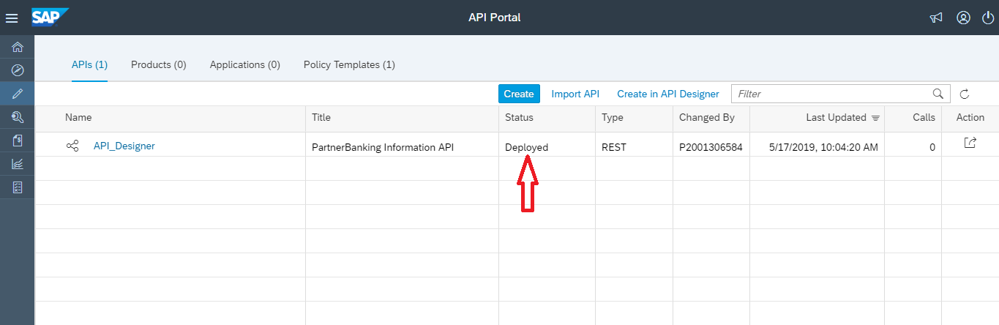 SAP API Portal
APIs (1) Products (0) Applications (0) Policy Templates (1)
Create Import API Create in API Designer Filter
Name Title Status Type Changed By Last Updated Calls Action
API_Designer PartnerBanking Information API Deployed REST P2001306584 5/17/2019, 10:04:20 AM 0